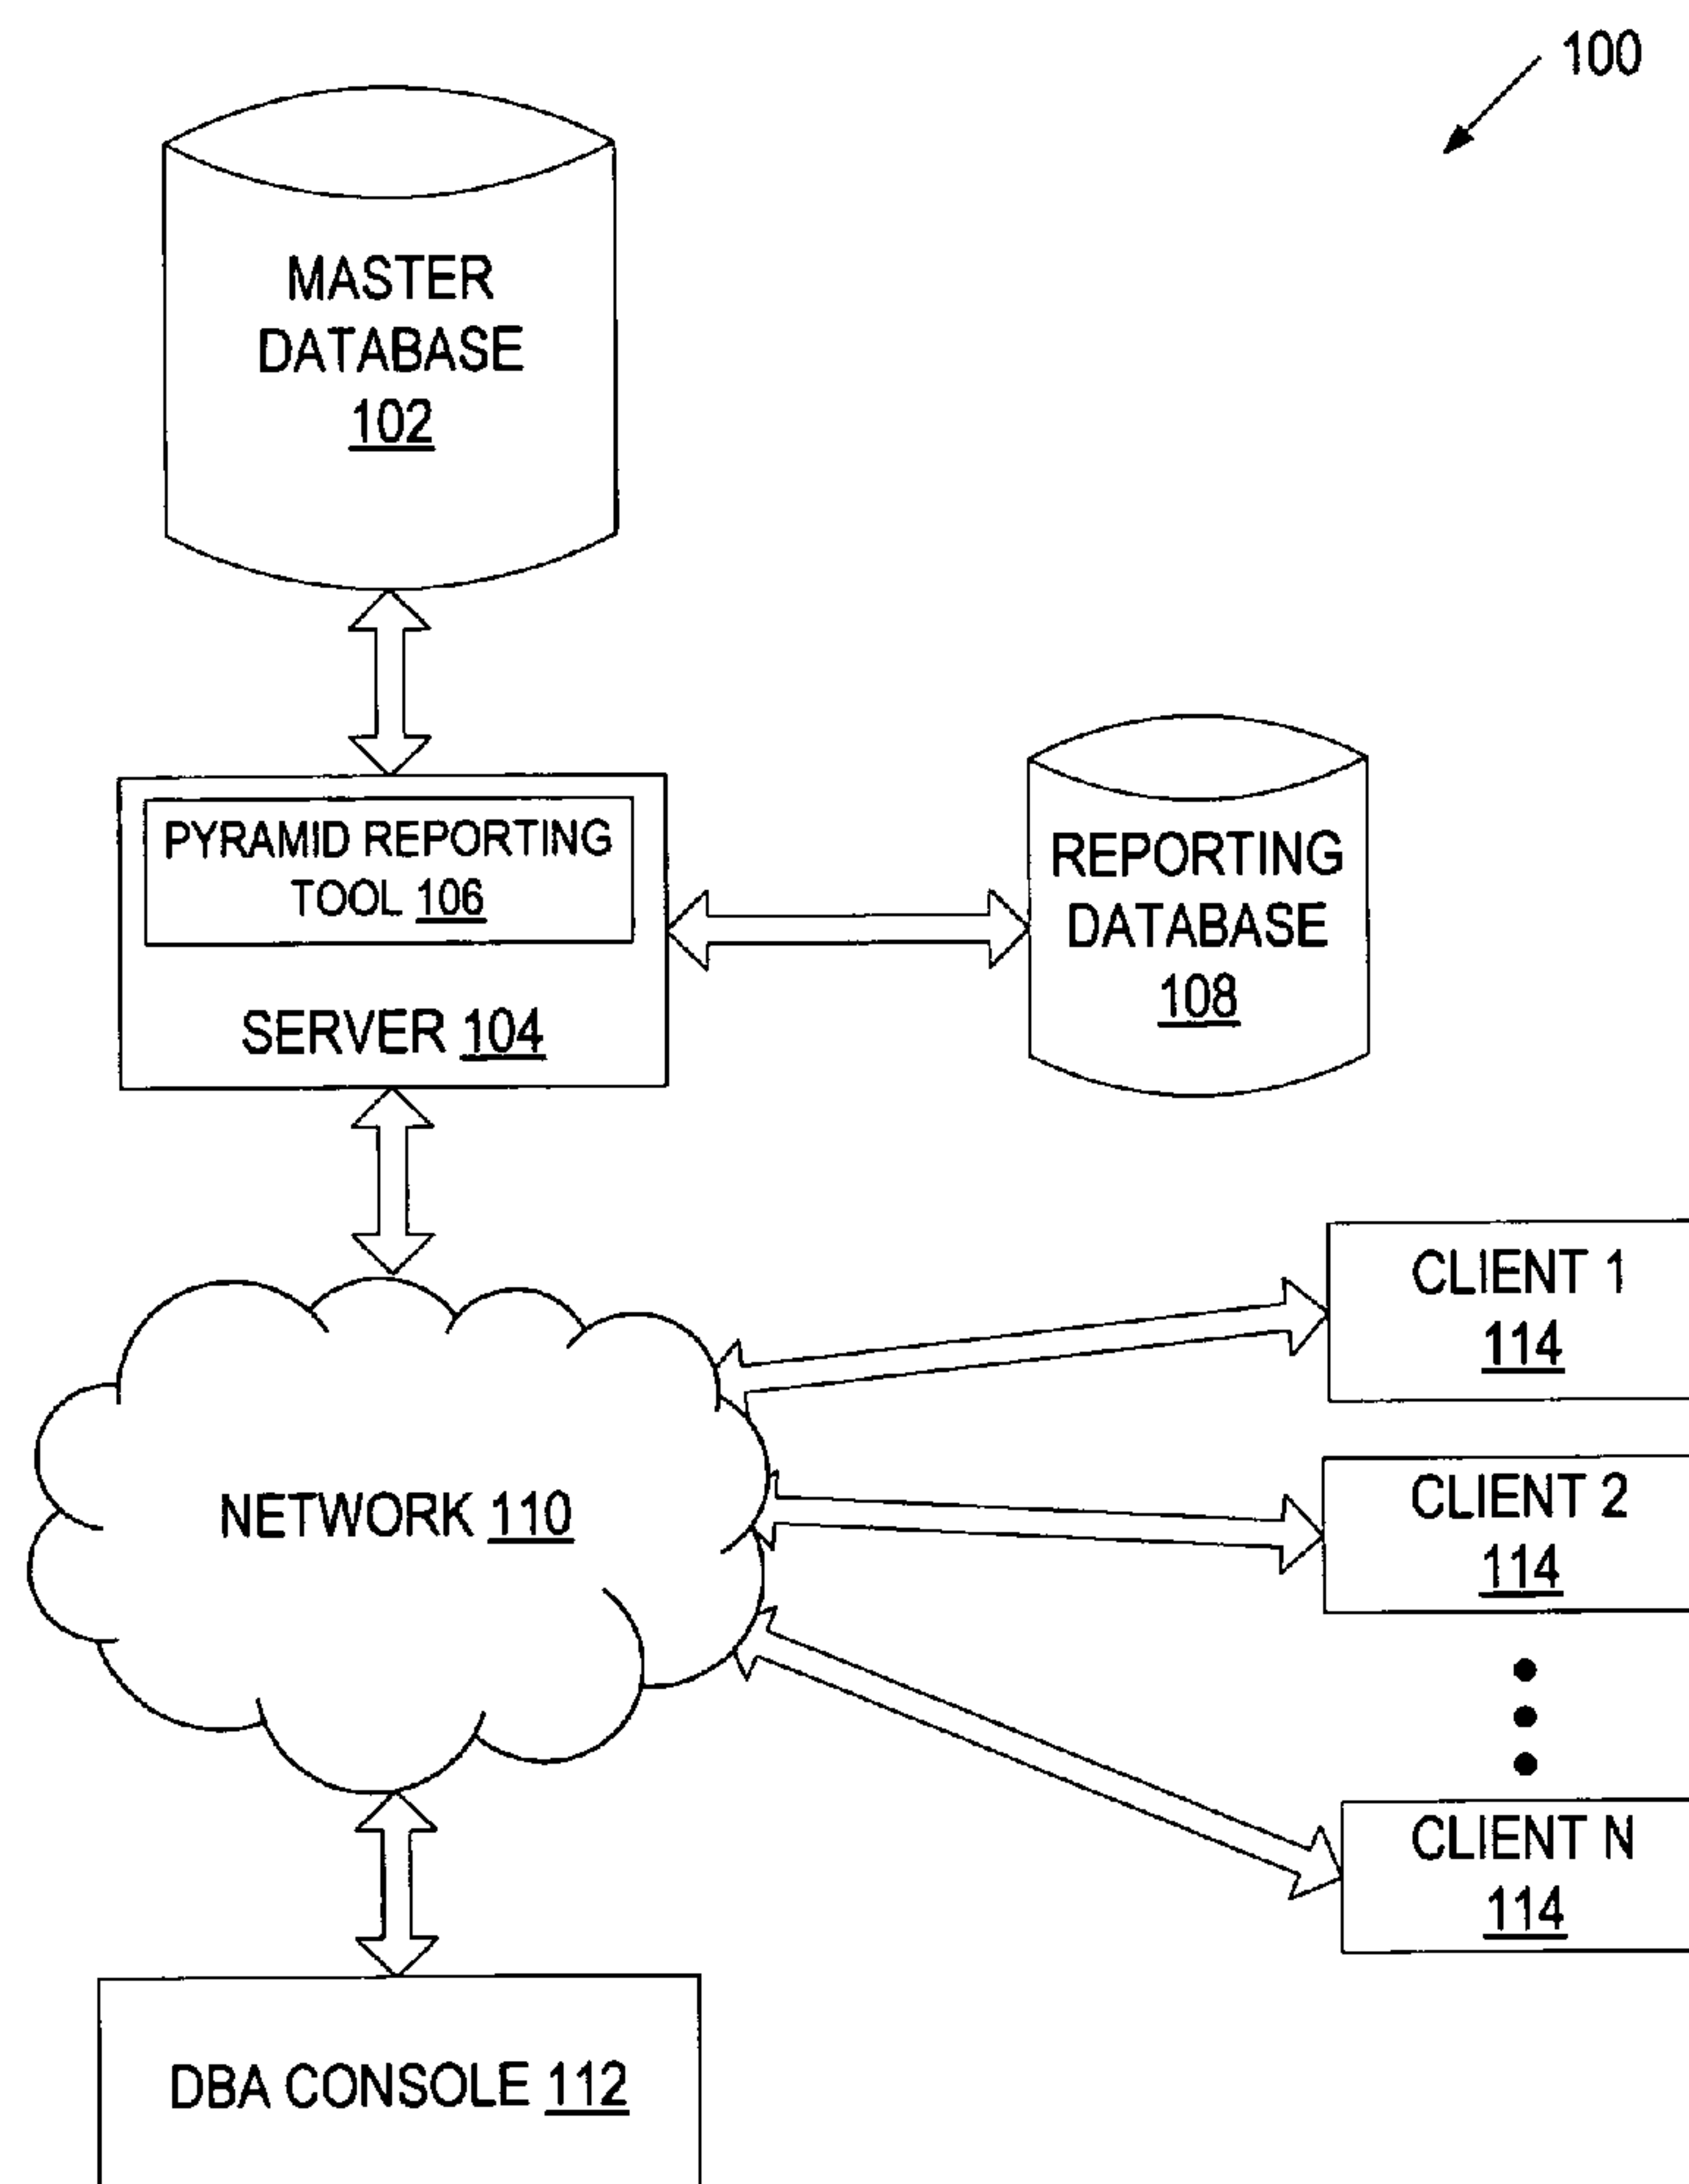 100
MASTER
DATABASE
102
PYRAMID REPORTING
TOOL 106
SERVER 104
REPORTING
DATABASE
108
CLIENT 1
114
NETWORK 110
CLIENT 2
114
CLIENT N
114
DBA CONSOLE 112